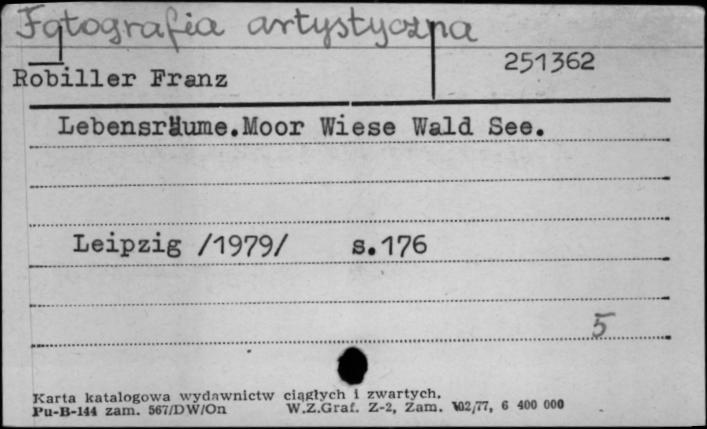 Fotografia artystyczna
251362
Robiller Franz
Lebensräume.Moor Wiese Wald See.
Leipzig /1979/ s.176
5
Karta katalogowa wydawnictw ciągłych i zwartych.
Pu-B-144 zam. 567/DW/On W.Z.Graf. Z-2, Zam. 102/77, 6 400 000